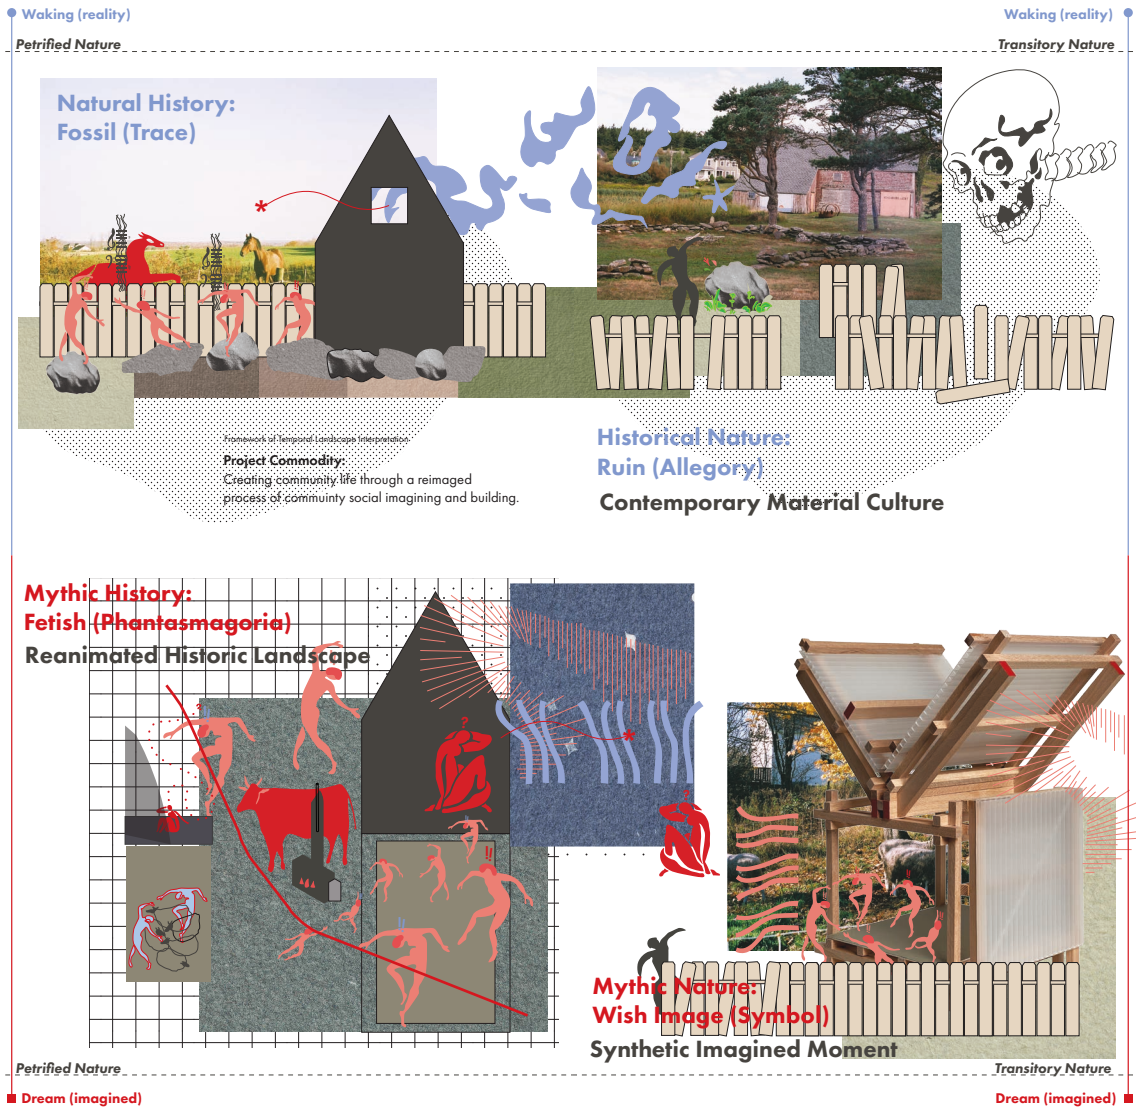 Waking (reality)
Waking (reality)
Petrified Nature
Transitory Nature
Natural History:
Fossil (Trace)
*
Framework of Temporal Landscape Interpretation
Project Commodity:
Creating community life through a reimaged
process of commuinty social imagining and building.
Historical Nature:
Ruin (Allegory)
Contemporary Material Culture
Mythic History:
Fetish (Phantasmagoria)
Reanimated Historic Landscape
?
?
*
!!
!!
Mythic Nature:
Wish Image (Symbol)
Synthetic Imagined Moment
Petrified Nature
Transitory Nature
Dream (imagined)
Dream (imagined)